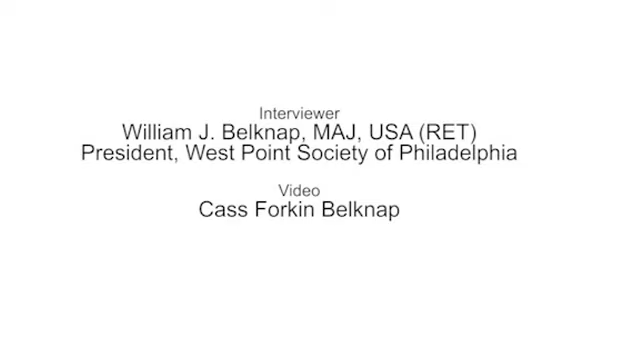 Interviewer
William J. Belknap, MAJ, USA (RET)
President, West Point Society of Philadelphia
Video
Cass Forkin Belknap